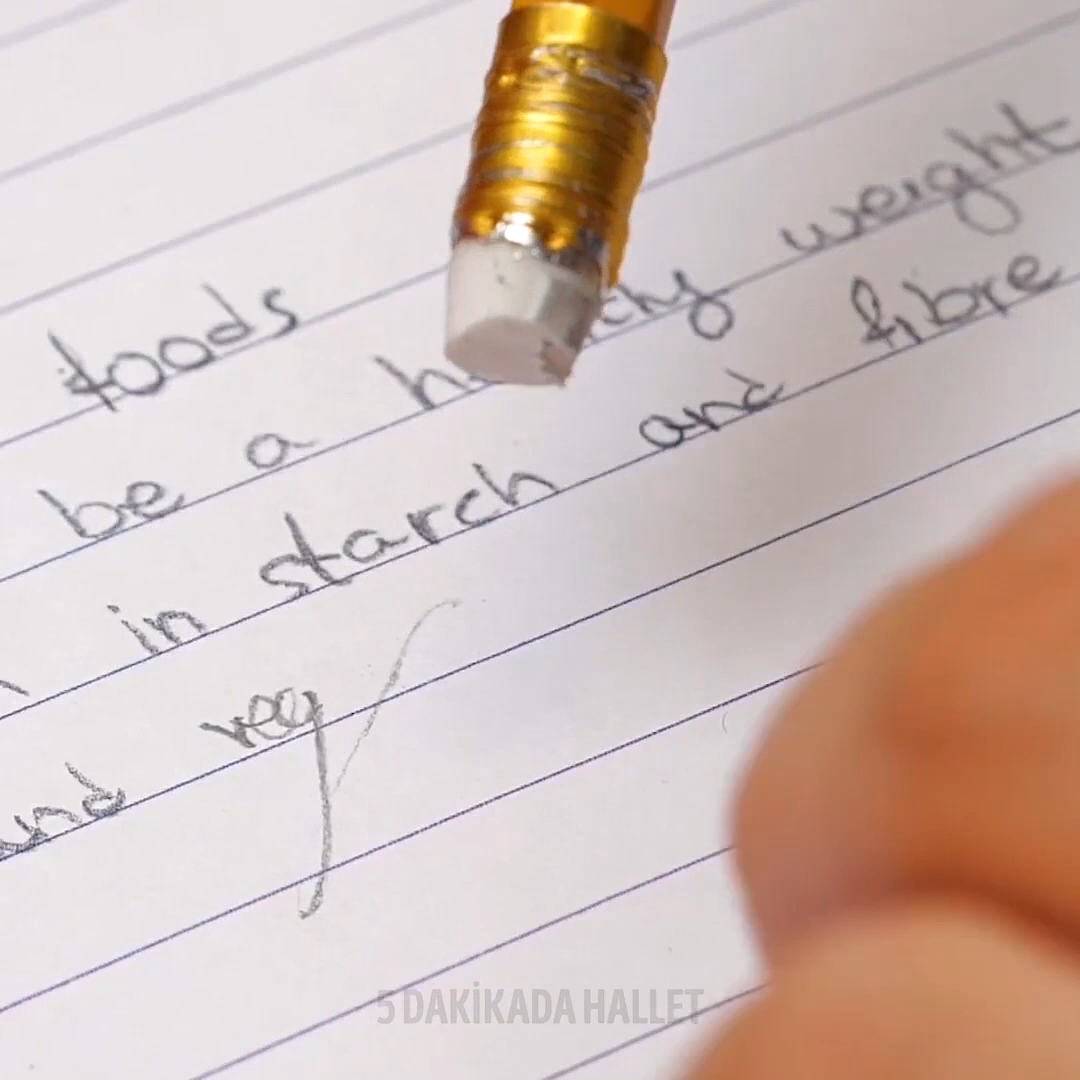 foods
be a weight
in starch and fibre
and veg
5 DAKİKADA HALLET